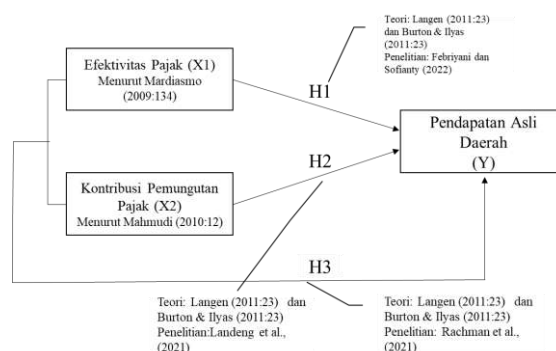 Teori: Langen (2011:23)
dan Burton & Ilyas
(2011:23)
Penelitian: Febriyani dan
Sofianty (2022)
Efektivitas Pajak (X1)
Menurut Mardiasmo
(2009:134)
H1
Pendapatan Asli
Daerah
(Y)
H2
Kontribusi Pemungutan
Pajak (X2)
Menurut Mahmudi (2010:12)
H3
Teori: Langen (2011:23) dan
Burton & Ilyas (2011:23)
Penelitian:Landeng et al.,
(2021)
Teori: Langen (2011:23) dan
Burton & Ilyas (2011:23)
Penelitian: Rachman et al.,
(2021)